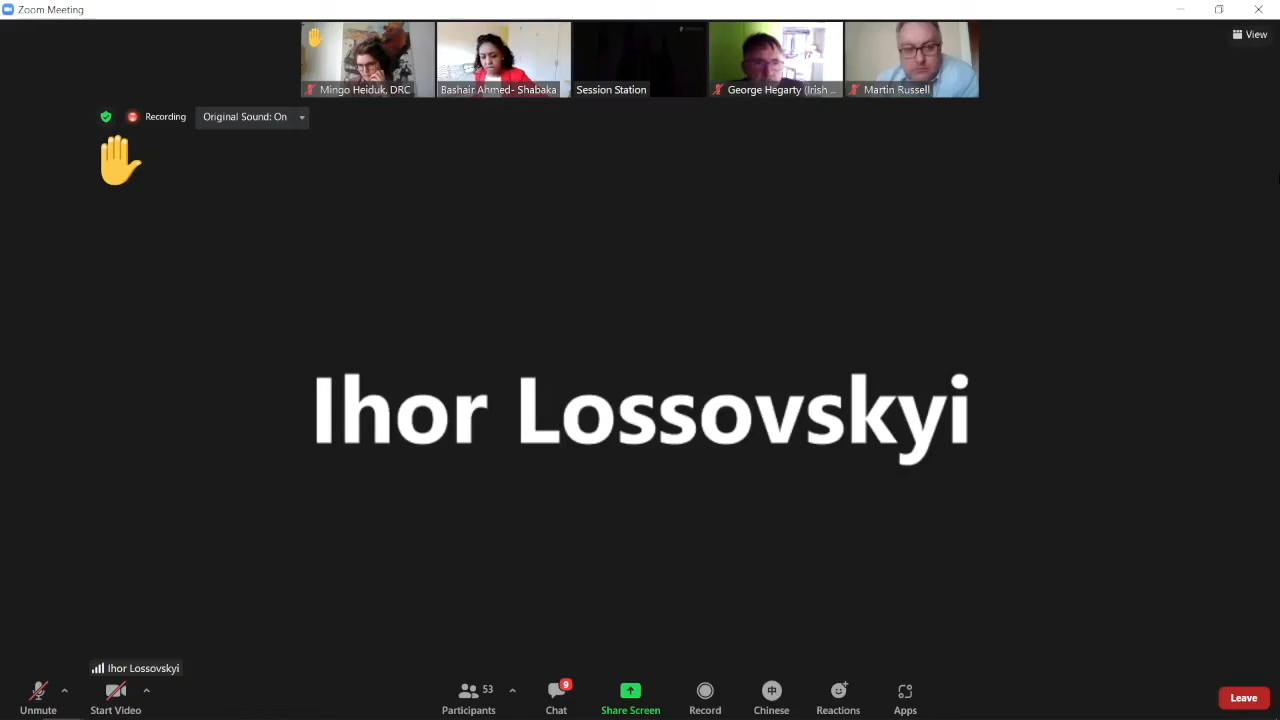 Zoom Meeting
View
Mingo Heiduk, DRC
Bashair Ahmed- Shabaka
Session Station
George Hegarty (Irish ...
Martin Russell
Recording
Original Sound: On
Ihor Lossovskyi
Ihor Lossovskyi
Unmute
Start Video
53
Participants
9
Chat
Share Screen
Record
中
Chinese
Reactions
Apps
Leave